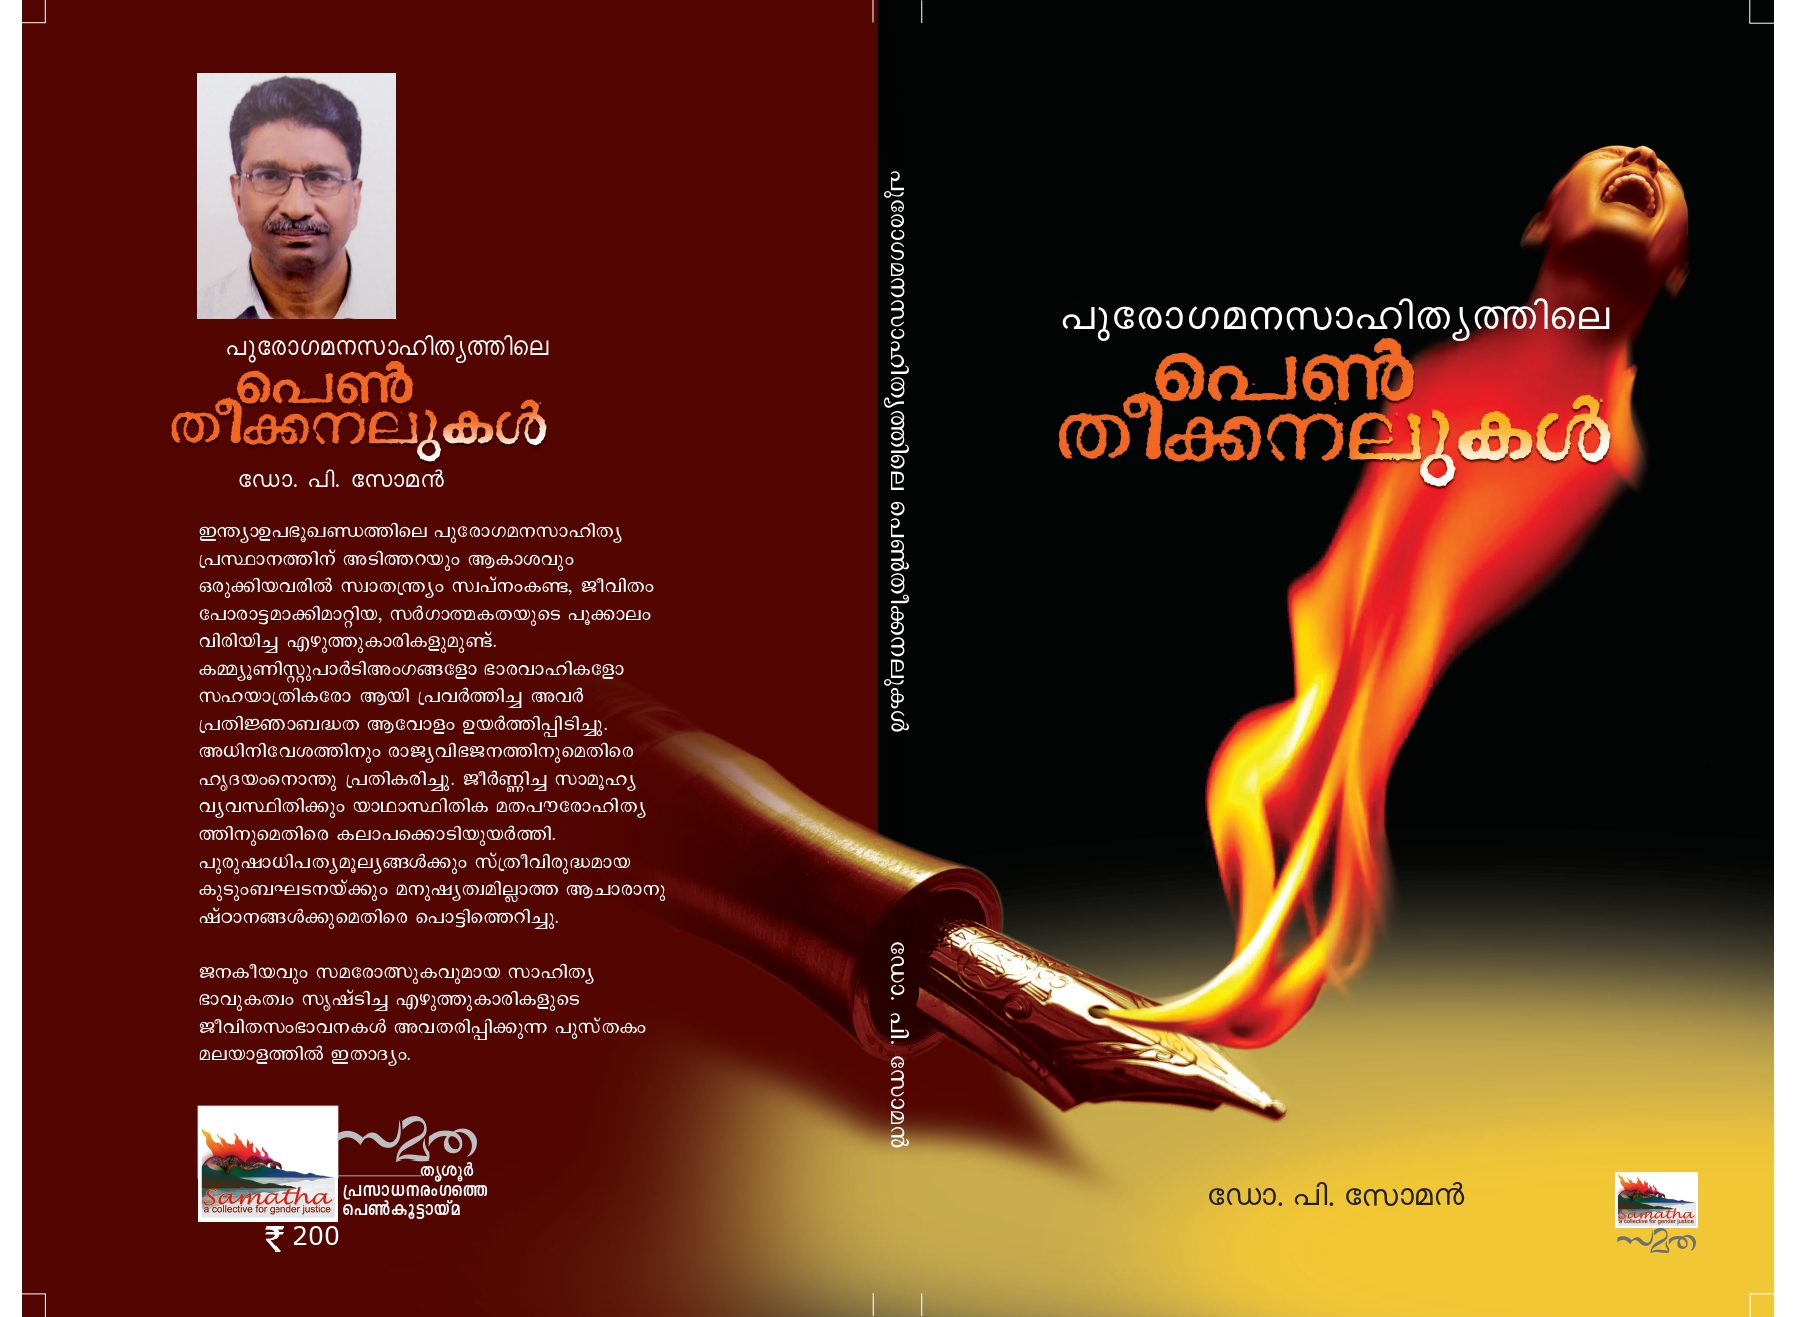 പുരോഗമനസാഹിത്യത്തിലെ
പെൺ
തീക്കനലുകൾ
ഡോ. പി. സോമൻ
ഇന്ത്യാഉപഭൂഖണ്ഡത്തിലെ പുരോഗമനസാഹിത്യ
പ്രസ്ഥാനത്തിന് അടിത്തറയും ആകാശവും
ഒരുക്കിയവരിൽ സ്വാതന്ത്ര്യം സ്വപ്നംകണ്ട, ജീവിതം
പോരാട്ടമാക്കിമാറ്റിയ, സർഗാത്മകതയുടെ പൂക്കാലം
വിരിയിച്ച എഴുത്തുകാരികളുമുണ്ട്.
കമ്മ്യൂണിസ്റ്റുപാർടിഅംഗങ്ങളോ ഭാരവാഹികളോ
സഹയാത്രികരോ ആയി പ്രവർത്തിച്ച അവർ
പ്രതിജ്ഞാബദ്ധത ആവോളം ഉയർത്തിപ്പിടിച്ചു.
അധിനിവേശത്തിനും രാജ്യവിഭജനത്തിനുമെതിരെ
ഹൃദയംനൊന്തു പ്രതികരിച്ചു. ജീർണ്ണിച്ച സാമൂഹ്യ
വ്യവസ്ഥിതിക്കും യാഥാസ്ഥിതിക മതപൗരോഹിത്യ
ത്തിനുമെതിരെ കലാപക്കൊടിയുയർത്തി.
പുരുഷാധിപത്യമൂല്യങ്ങൾക്കും സ്ത്രീവിരുദ്ധമായ
കുടുംബഘടനയ്ക്കും മനുഷ്യത്വമില്ലാത്ത ആചാരാനു
ഷ്ഠാനങ്ങൾക്കുമെതിരെ പൊട്ടിത്തെറിച്ചു.
ജനകീയവും സമരോത്സുകവുമായ സാഹിത്യ
ഭാവുകത്വം സൃഷ്ടിച്ച എഴുത്തുകാരികളുടെ
ജീവിതസംഭാവനകൾ അവതരിപ്പിക്കുന്ന പുസ്തകം
മലയാളത്തിൽ ഇതാദ്യം.
Samatha
a collective for gender justice
സമത
തൃശൂർ
പ്രസാധനരംഗത്തെ
പെൺകൂട്ടായ്മ
₹ 200
പുരോഗമനസാഹിത്യത്തിലെ പെൺതീക്കനലുകൾ
ഡോ. പി. സോമൻ
പുരോഗമനസാഹിത്യത്തിലെ
പെൺ
തീക്കനലുകൾ
ഡോ. പി. സോമൻ
Samatha
a collective for gender justice
സമത